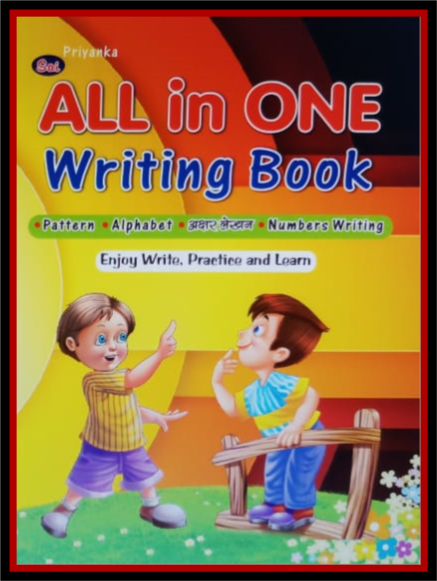 Priyanka
Sai
ALL in ONE
Writing Book
• Pattern • Alphabet • अक्षर लेखन • Numbers Writing
Enjoy Write, Practice and Learn